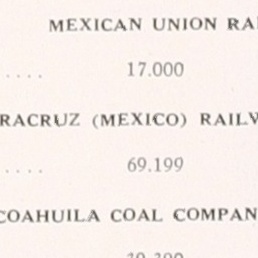 MEXICAN UNION RA
.... 17.000
RACRUZ (MEXICO) RAILW
.... 69.199
COAHUILA COAL COMPAN